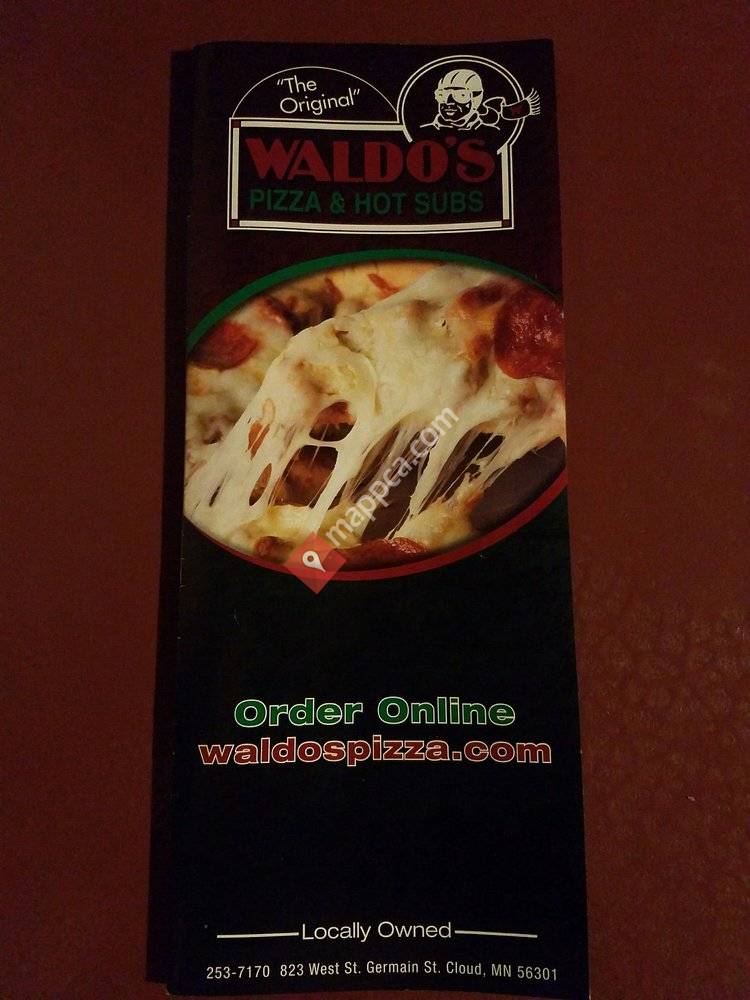 "The
Original"
WALDO'S
PIZZA & HOT SUBS
mappca.com
Order Online
waldospizza.com
Locally Owned
253-7170 823 West St. Germain St. Cloud, MN 56301